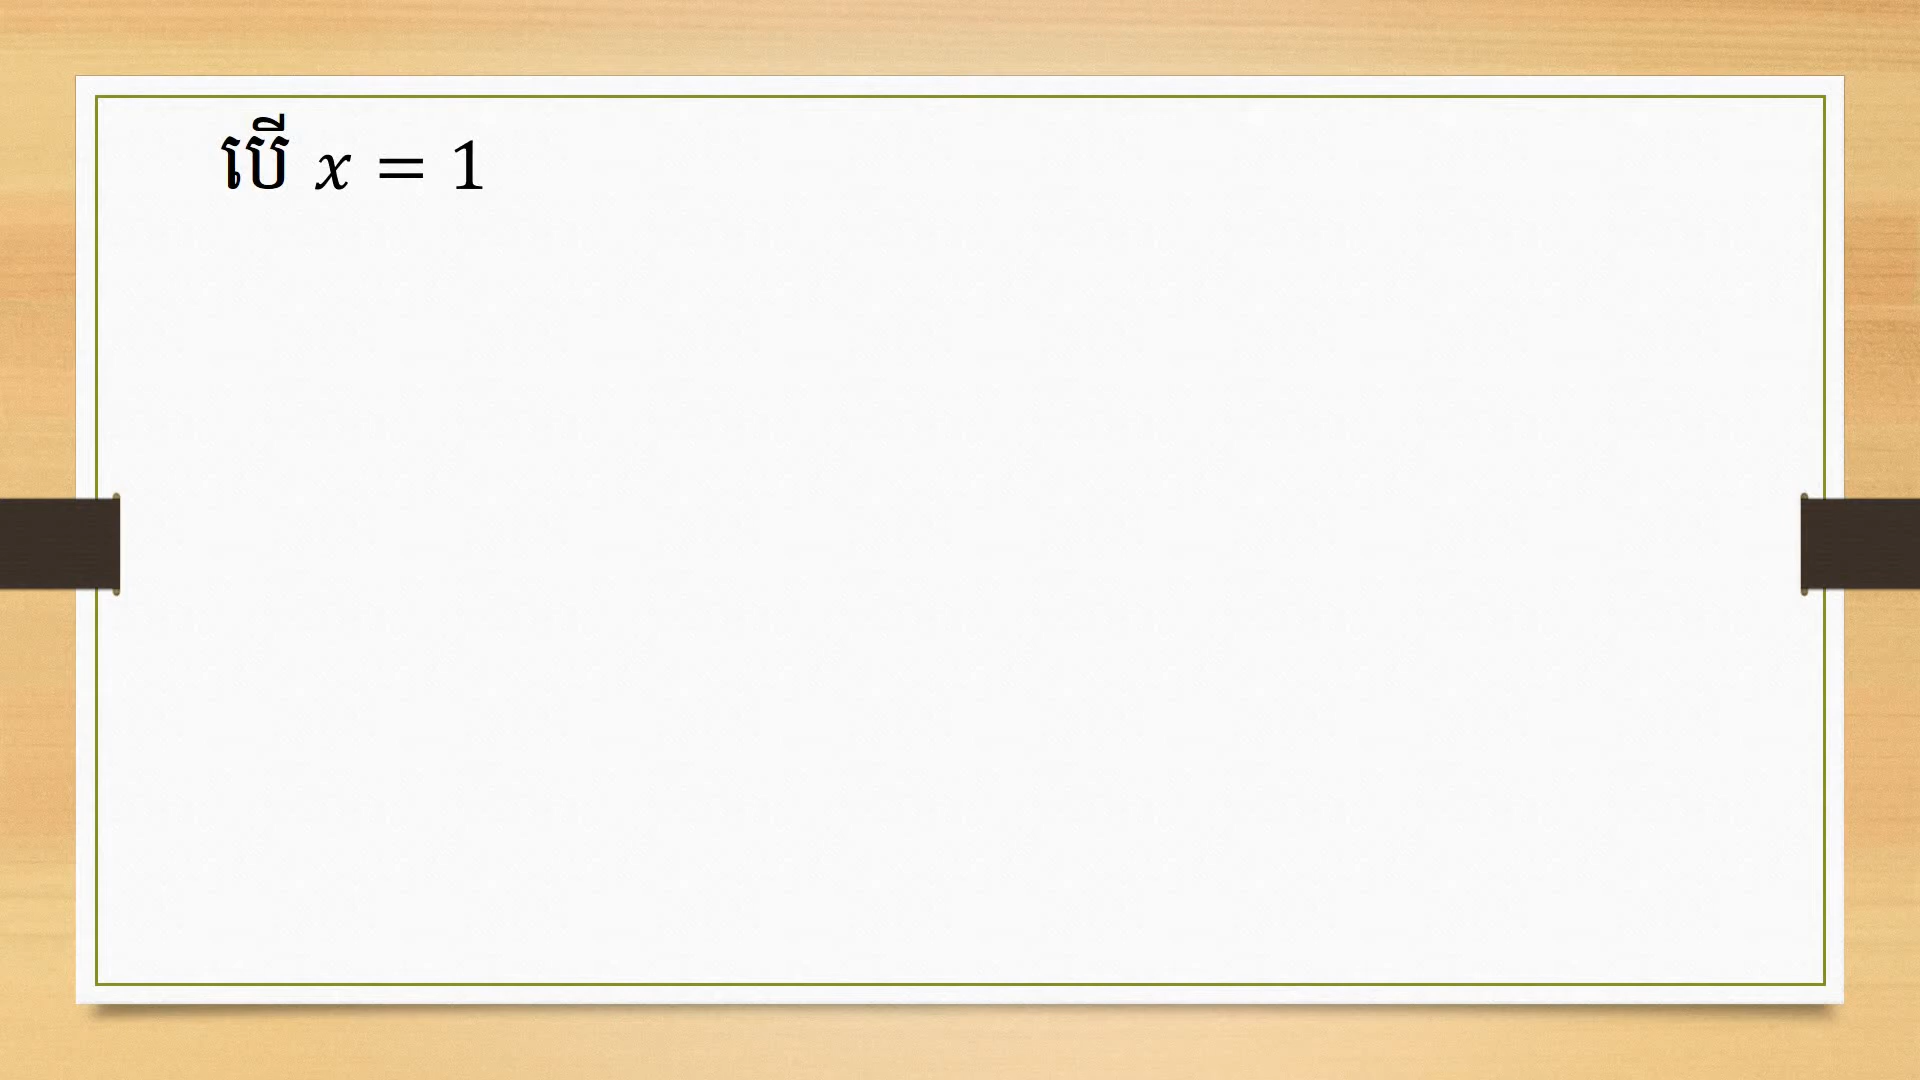 បើ x = 1